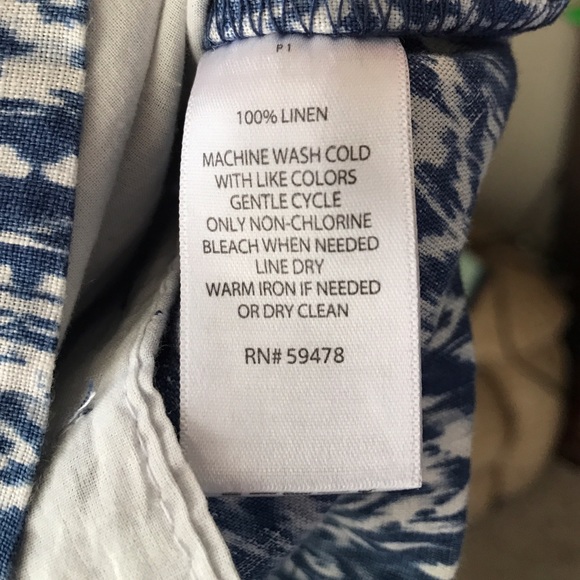 P 1
100% LINEN
MACHINE WASH COLD
WITH LIKE COLORS
GENTLE CYCLE
ONLY NON-CHLORINE
BLEACH WHEN NEEDED
LINE DRY
WARM IRON IF NEEDED
OR DRY CLEAN
RN# 59478